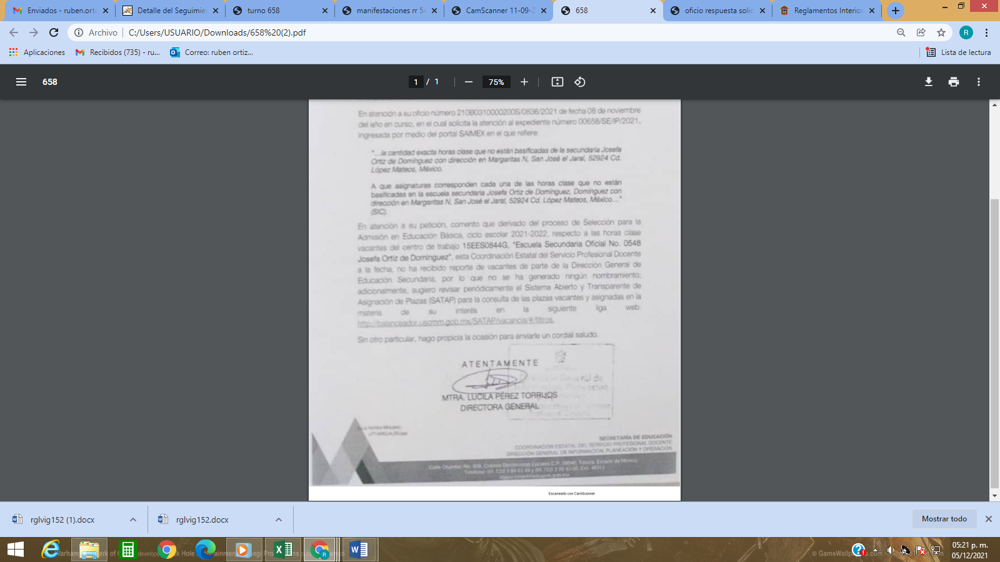 Enviados - ruben.orti
Detalle del Seguimie
turno 658
manifestaciones rr 54
CamScanner 11-09-2
658
oficio respuesta solic
Reglamentos Interior
Archivo C:/Users/USUARIO/Downloads/658%20(2).pdf
R
Aplicaciones Recibidos (735) - ru... Correo: ruben ortiz... Lista de lectura
658 1 / 1 75%
En atención a su oficio número 210B0310000200S/0836/2021 de fecha 08 de noviembre
del año en curso, en el cual solicita la atención al expediente número 00658/SE/IP/2021,
ingresada por medio del portal SAIMEX en el que refiere:
"...la cantidad exacta horas clase que no están basificadas de la secundaria Josefa
Ortiz de Domínguez con dirección en Margaritas N, San José el Jaral, 52924 Cd.
López Mateos, México.
A que asignaturas corresponden cada una de las horas clase que no están
basificadas en la escuela secundaria Josefa Ortiz de Domínguez, Domínguez con
dirección en Margaritas N, San José el Jaral, 52924 Cd. López Mateos, México..."
(SIC).
En atención a su petición, comento que derivado del proceso de Selección para la
Admisión en Educación Básica, ciclo escolar 2021-2022, respecto a las horas clase
vacantes del centro de trabajo 15EES0844G, "Escuela Secundaria Oficial No. 0548
Josefa Ortiz de Domínguez", esta Coordinación Estatal del Servicio Profesional Docente
a la fecha, no ha recibido reporte de vacantes de parte de la Dirección General de
Educación Secundaria, por lo que no se ha generado ningún nombramiento;
adicionalmente, sugiero revisar periódicamente el Sistema Abierto y Transparente de
Asignación de Plazas (SATAP) para la consulta de las plazas vacantes y asignadas en la
materia de su interés en la siguiente liga web:
http://balanceador.uscmm.gob.mx/SATAP/vacancia/#/filtros.
Sin otro particular, hago propicia la ocasión para enviarle un cordial saludo.
ATENTAMENTE
MTRA. LUCILA PÉREZ TORRIJOS
DIRECTORA GENERAL
SECRETARÍA DE EDUCACIÓN
COORDINACIÓN ESTATAL DEL SERVICIO PROFESIONAL DOCENTE
DIRECCIÓN GENERAL DE INFORMACIÓN, PLANEACIÓN Y OPERACIÓN
Toluca, Estado de México
Escaneado con CamScanner
rglvig152 (1).docx rglvig152.docx Mostrar todo
© GameWallp
05:21 p. m.
05/12/2021